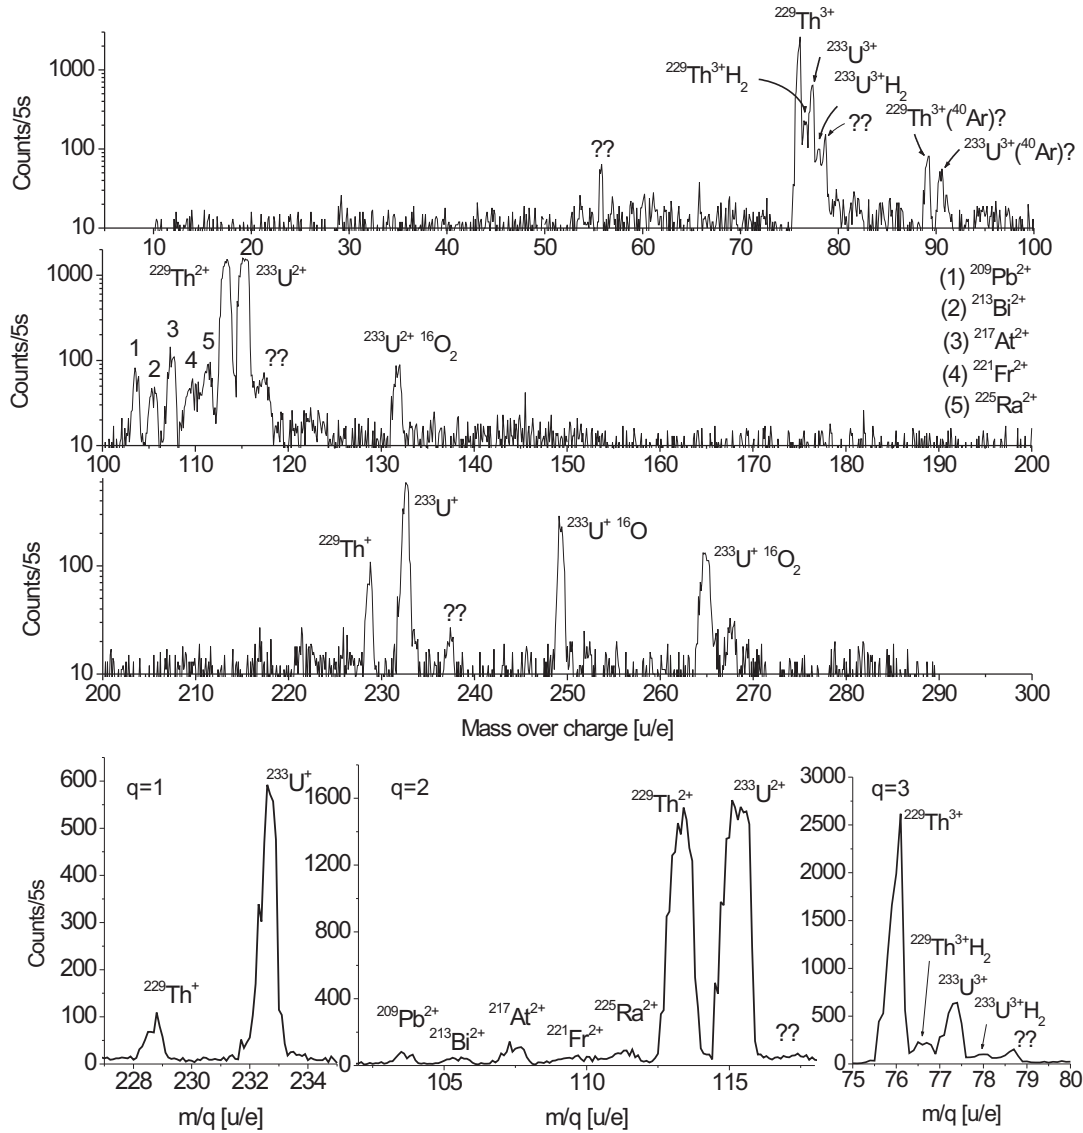 ²²⁹Th³⁺
²³³U³⁺
²²⁹Th³⁺H₂
²³³U³⁺H₂
??
²²⁹Th³⁺(⁴⁰Ar)?
²³³U³⁺(⁴⁰Ar)?
??
Counts/5s
1000
100
10
10 20 30 40 50 60 70 80 90 100
²²⁹Th²⁺ ²³³U²⁺
1 2 3 4 5 ??
²³³U²⁺ ¹⁶O₂
(1) ²⁰⁹Pb²⁺
(2) ²¹³Bi²⁺
(3) ²¹⁷At²⁺
(4) ²²¹Fr²⁺
(5) ²²⁵Ra²⁺
Counts/5s
1000
100
10
100 110 120 130 140 150 160 170 180 190 200
²²⁹Th⁺
²³³U⁺
??
²³³U⁺ ¹⁶O
²³³U⁺ ¹⁶O₂
Counts/5s
100
10
200 210 220 230 240 250 260 270 280 290 300
Mass over charge [u/e]
q=1
²³³U⁺
²²⁹Th⁺
Counts/5s
600
500
400
300
200
100
0
228 230 232 234
m/q [u/e]
q=2
²²⁹Th²⁺
²³³U²⁺
²⁰⁹Pb²⁺
²¹³Bi²⁺
²¹⁷At²⁺
²²¹Fr²⁺
²²⁵Ra²⁺
??
1600
1200
800
400
0
105 110 115
m/q [u/e]
q=3
²²⁹Th³⁺
²²⁹Th³⁺H₂
²³³U³⁺
²³³U³⁺H₂
??
3000
2500
2000
1500
1000
500
0
75 76 77 78 79 80
m/q [u/e]